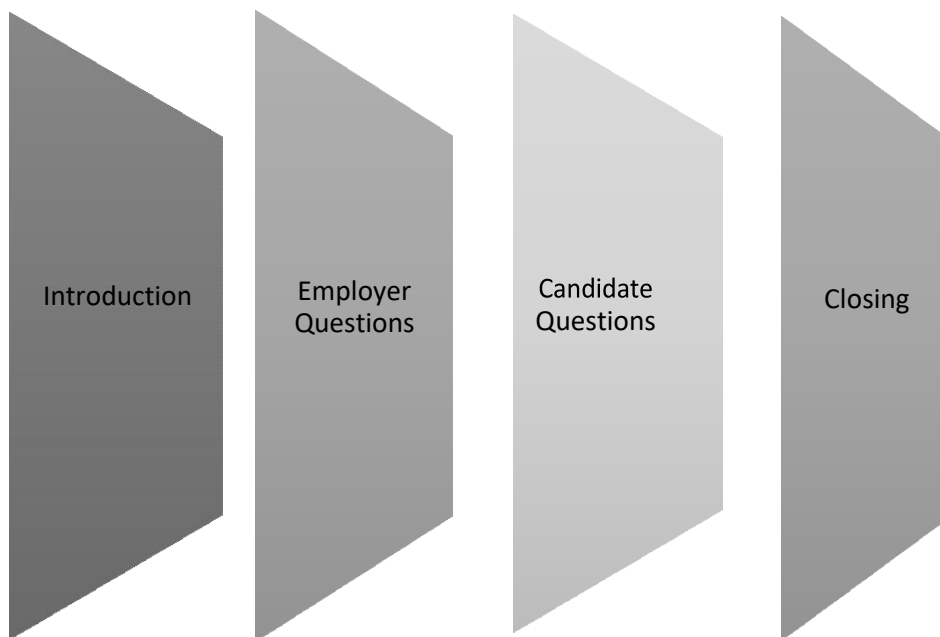 Introduction
Employer
Questions
Candidate
Questions
Closing